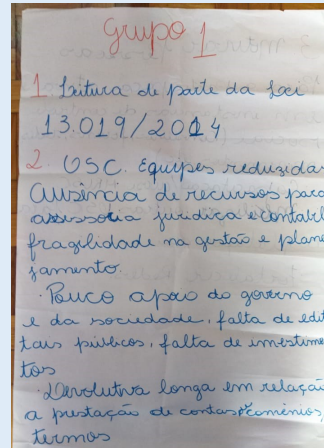 Grupo 1
1. Leitura de parte da Lei
13.019/2014
2. OSC. Equipes reduzidas
Ausência de recursos para
assessoria jurídica e contábil
fragilidade na gestão e plane
jamento.
· Pouco apoio do governo
e da sociedade, falta de edi
tais públicos, falta de investime
tos
· Devolutiva longa em relação
a prestação de contas, convênios,
termos